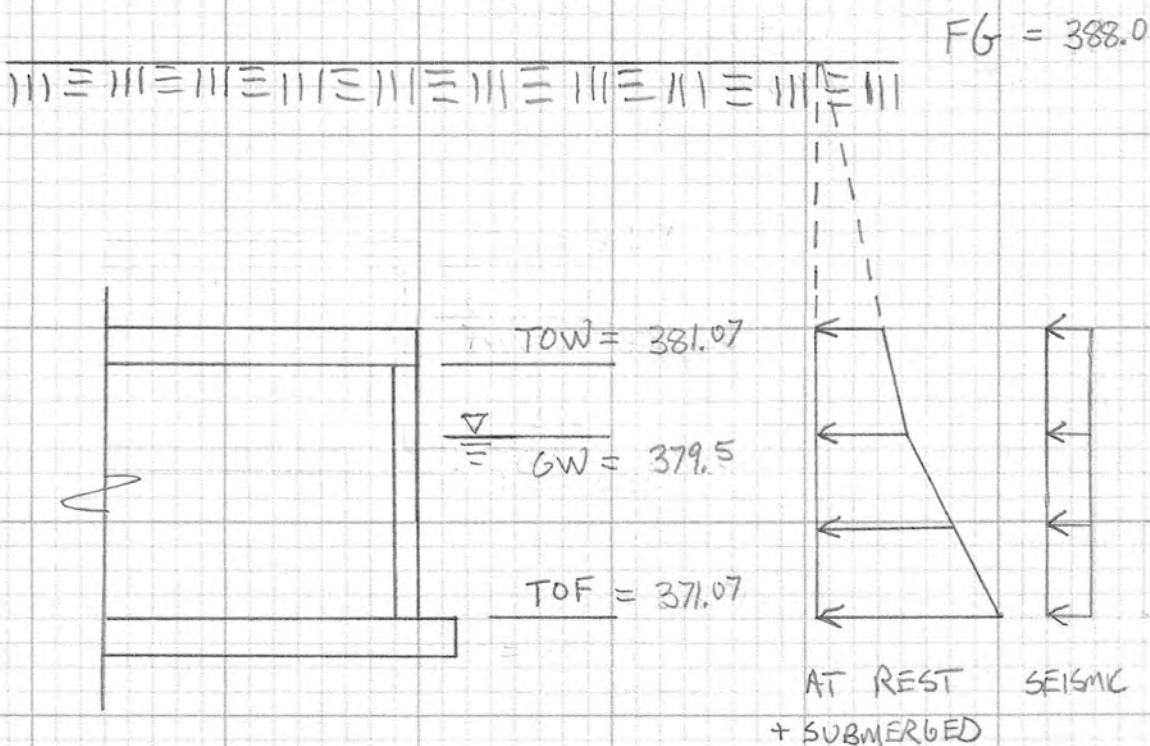 FG = 388.0
TOW = 381.07
GW = 379.5
TOF = 371.07
AT REST
+ SUBMERGED
SEISMIC